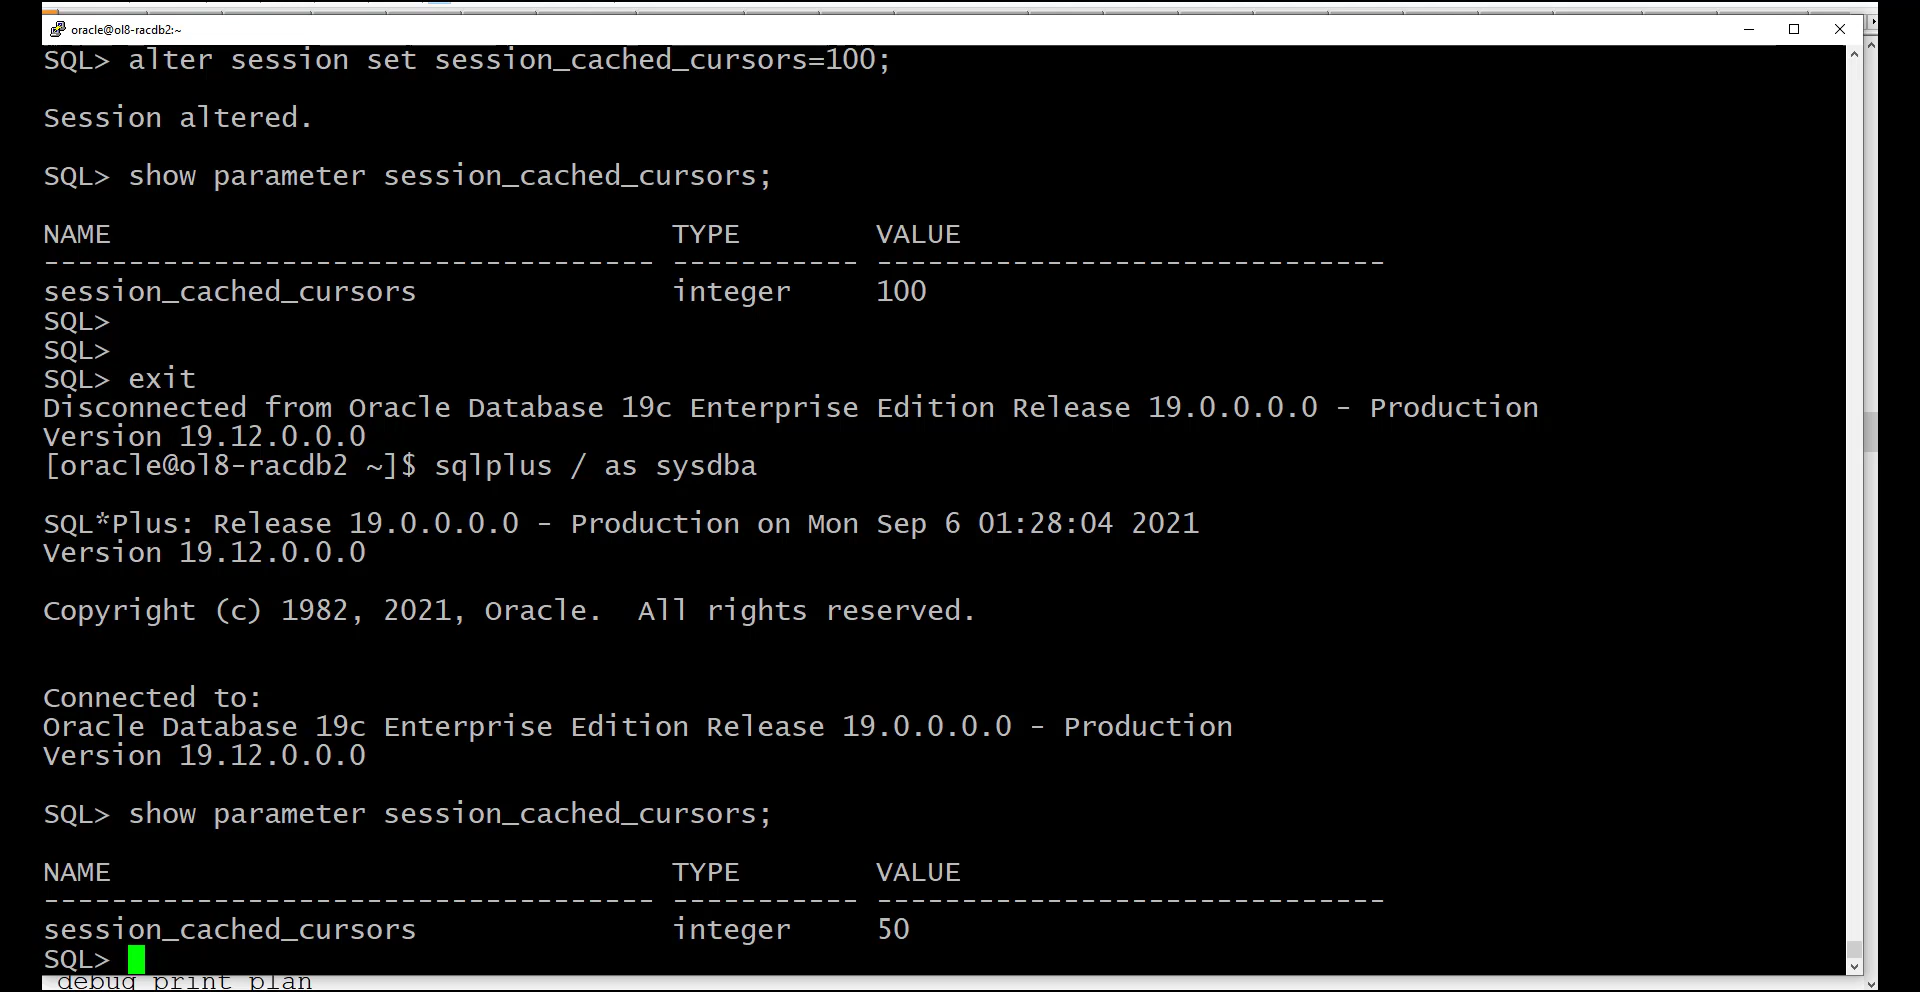 oracle@ol8-racdb2:~
SQL> alter session set session_cached_cursors=100;
Session altered.
SQL> show parameter session_cached_cursors;
NAME TYPE VALUE
------------------------------------ ----------- ------------------------------
session_cached_cursors integer 100
SQL>
SQL>
SQL> exit
Disconnected from Oracle Database 19c Enterprise Edition Release 19.0.0.0.0 - Production
Version 19.12.0.0.0
[oracle@ol8-racdb2 ~]$ sqlplus / as sysdba
SQL*Plus: Release 19.0.0.0.0 - Production on Mon Sep 6 01:28:04 2021
Version 19.12.0.0.0
Copyright (c) 1982, 2021, Oracle.  All rights reserved.
Connected to:
Oracle Database 19c Enterprise Edition Release 19.0.0.0.0 - Production
Version 19.12.0.0.0
SQL> show parameter session_cached_cursors;
NAME TYPE VALUE
------------------------------------ ----------- ------------------------------
session_cached_cursors integer 50
SQL>
debug print plan